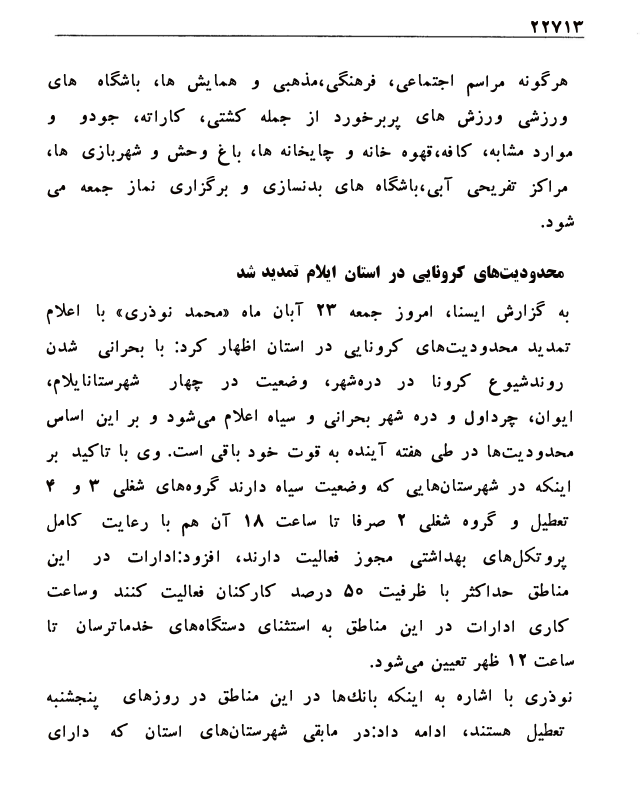 ۲۲۷۱۳
هرگونه مراسم اجتماعی، فرهنگی،مذهبی و همایش ها، باشگاه های
ورزشی ورزش های پربرخورد از جمله کشتی، کاراته، جودو و
موارد مشابه، کافه،قهوه خانه و چایخانه ها، باغ وحش و شهربازی ها،
مراکز تفریحی آبی،باشگاه های بدنسازی و برگزاری نماز جمعه می
شود.
محدودیت‌های کرونایی در استان ایلام تمدید شد
به گزارش ایسنا، امروز جمعه ۲۳ آبان ماه «محمد نوذری» با اعلام
تمدید محدودیت‌های کرونایی در استان اظهار کرد: با بحرانی شدن
روندشیوع کرونا در دره‌شهر، وضعیت در چهار شهرستانایلام،
ایوان، چرداول و دره شهر بحرانی و سیاه اعلام می‌شود و بر این اساس
محدودیت‌ها در طی هفته آینده به قوت خود باقی است. وی با تاکید بر
اینکه در شهرستان‌هایی که وضعیت سیاه دارند گروه‌های شغلی ۳ و ۴
تعطیل و گروه شغلی ۲ صرفا تا ساعت ۱۸ آن هم با رعایت کامل
پروتکل‌های بهداشتی مجوز فعالیت دارند، افزود:ادارات در این
مناطق حداکثر با ظرفیت ۵۰ درصد کارکنان فعالیت کنند وساعت
کاری ادارات در این مناطق به استثنای دستگاه‌های خدماترسان تا
ساعت ۱۲ ظهر تعیین می‌شود.
نوذری با اشاره به اینکه بانك‌ها در این مناطق در روزهای پنجشنبه
تعطیل هستند، ادامه داد:در مابقی شهرستان‌های استان که دارای